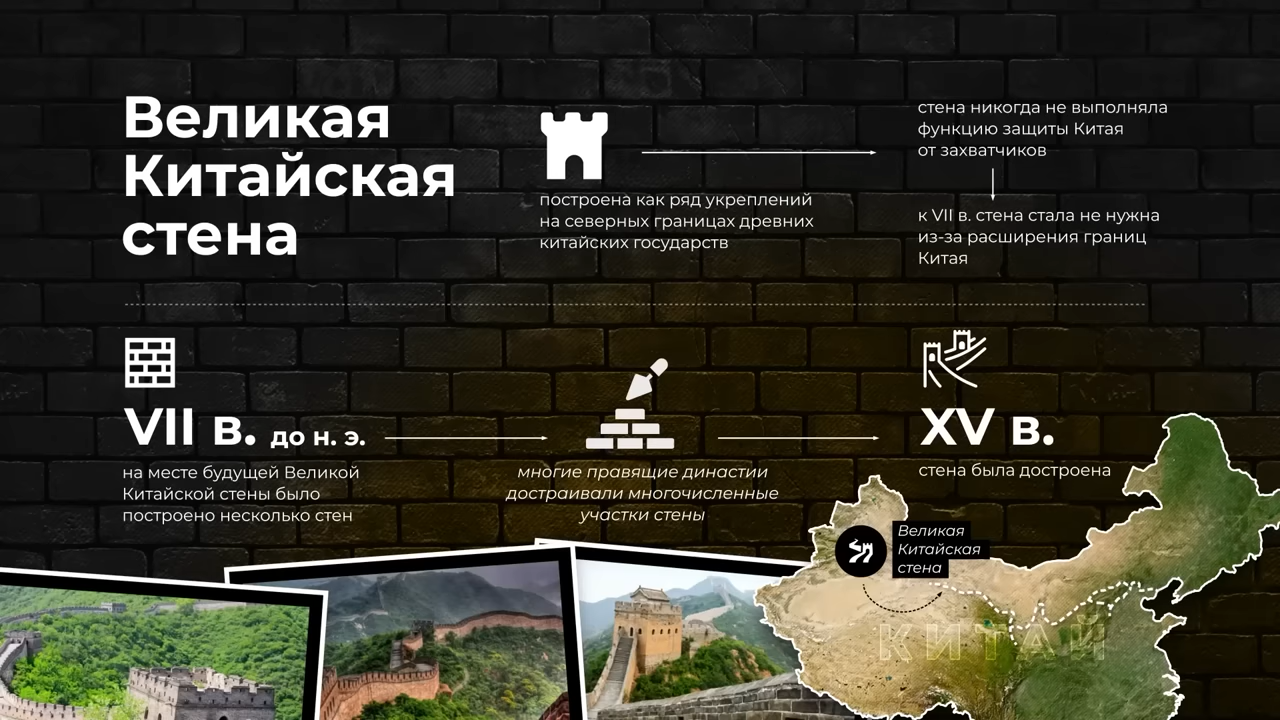 Великая
Китайская
стена
построена как ряд укреплений
на северных границах древних
китайских государств
стена никогда не выполняла
функцию защиты Китая
от захватчиков
к VII в. стена стала не нужна
из-за расширения границ
Китая
VII в. до н. э.
на месте будущей Великой
Китайской стены было
построено несколько стен
многие правящие династии
достраивали многочисленные
участки стены
XV в.
стена была достроена
Великая
Китайская
стена
КИТАЙ